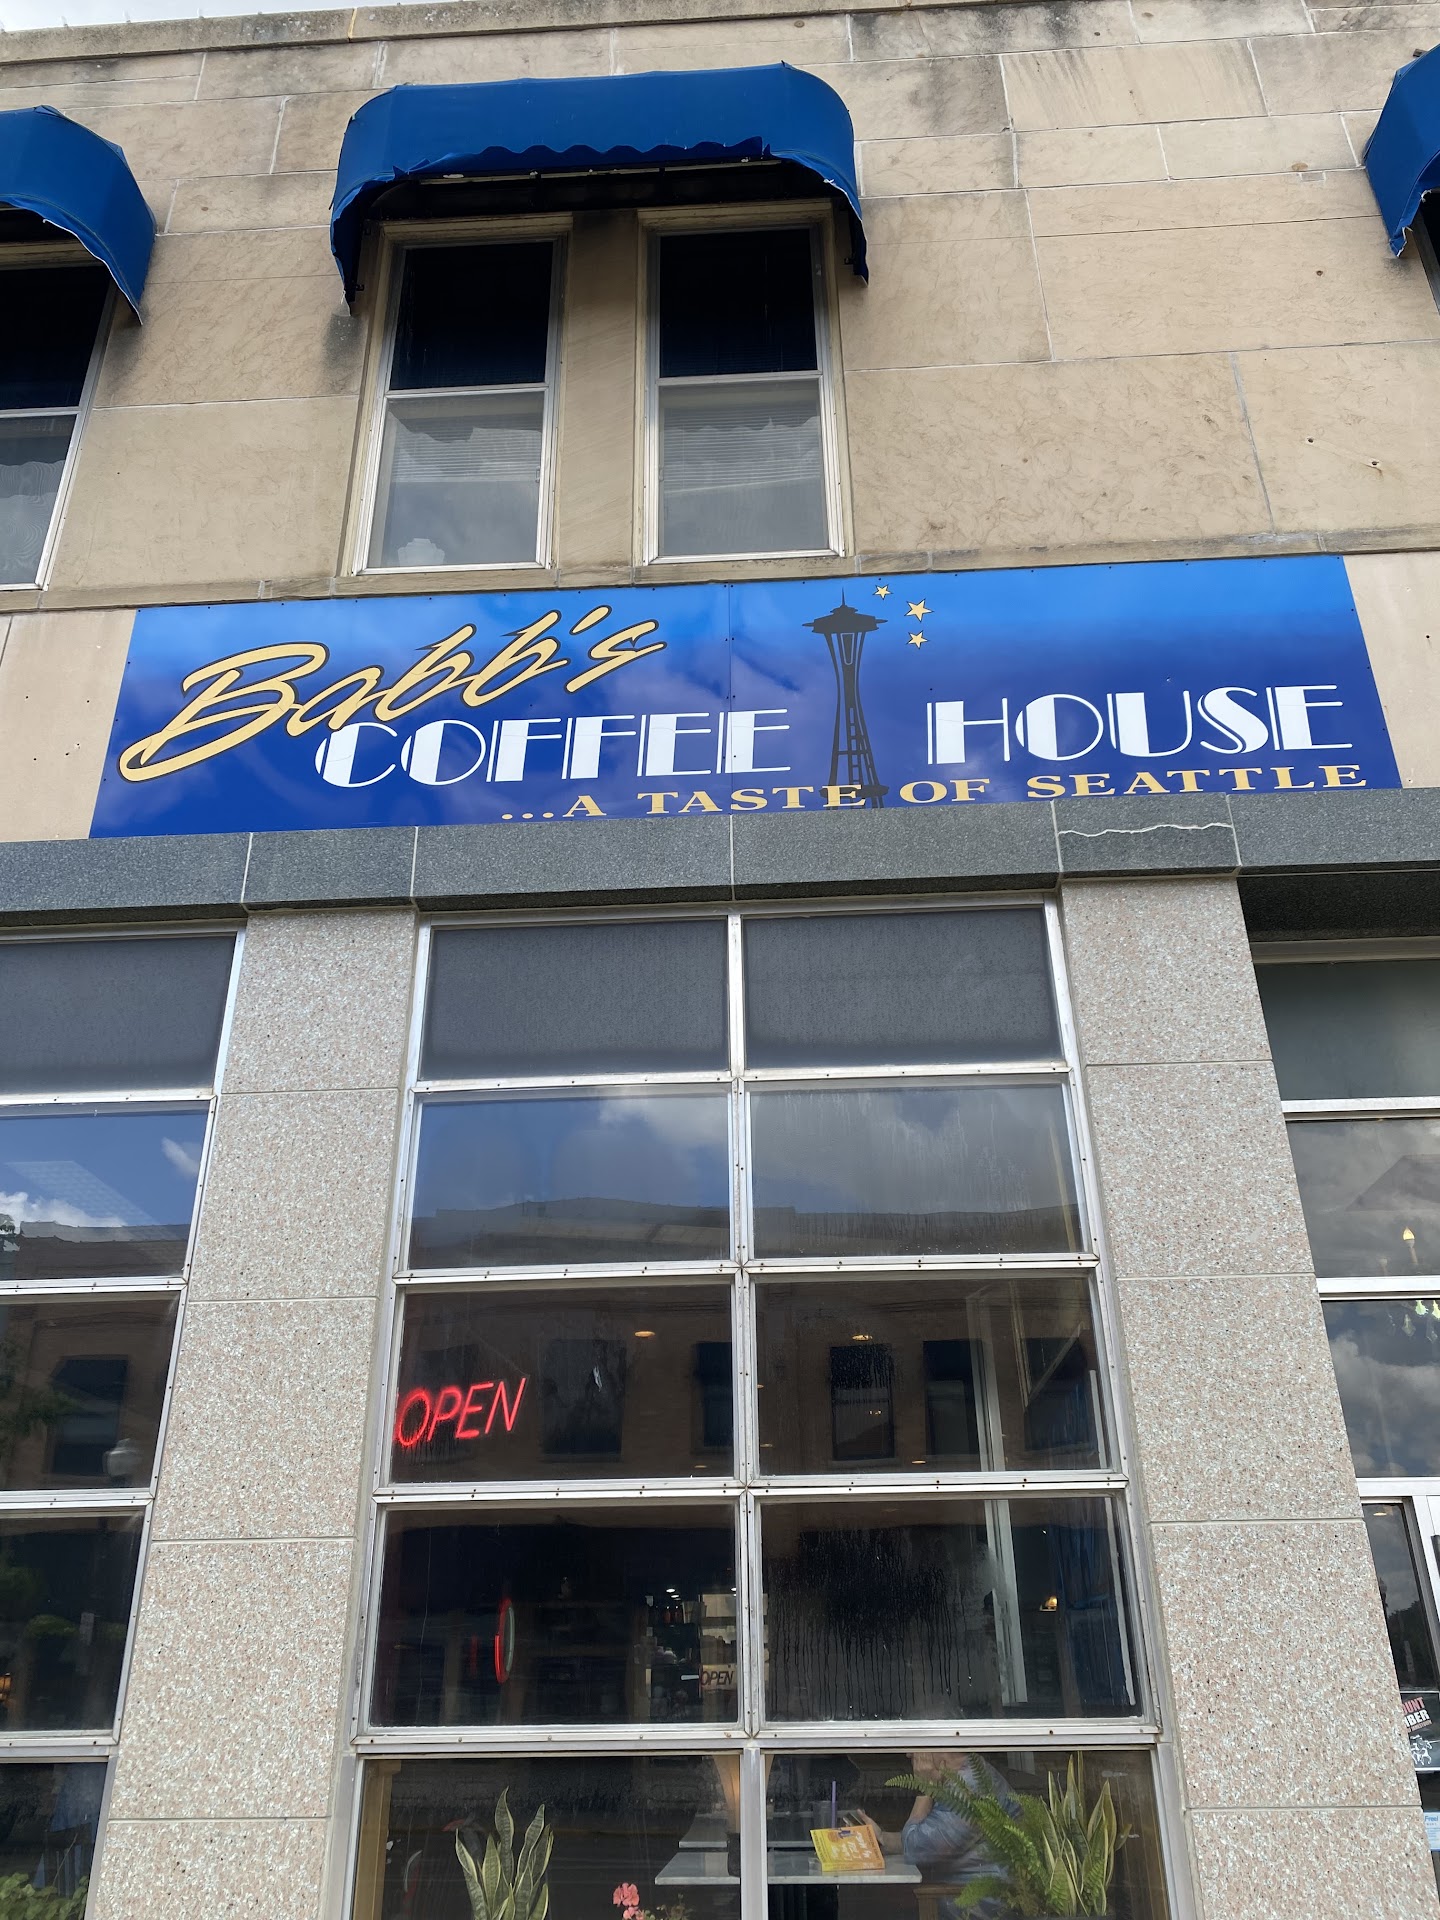 Babb's
COFFEE HOUSE
...A TASTE OF SEATTLE
OPEN
OPEN